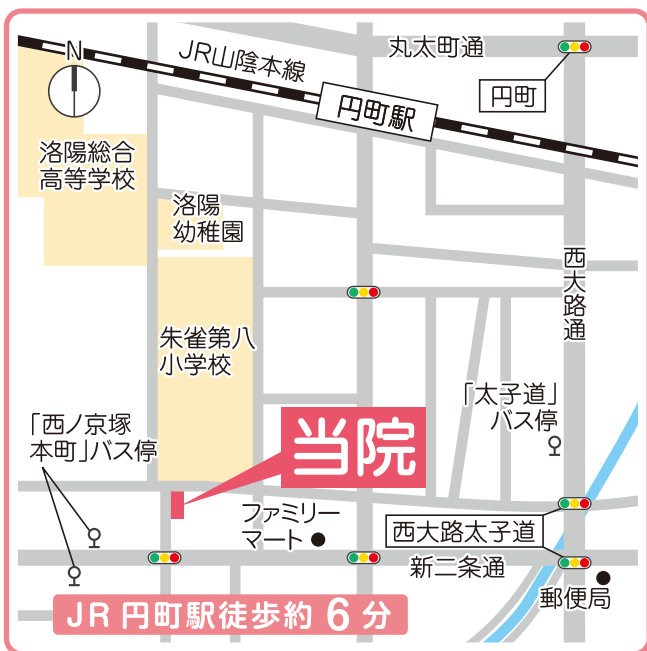 N
JR山陰本線
丸太町通
円町
円町駅
洛陽総合
高等学校
洛陽
幼稚園
西大路通
朱雀第八
小学校
「太子道」
バス停
「西ノ京塚
本町」バス停
当院
ファミリー
マート
西大路太子道
新二条通
郵便局
JR円町駅徒歩約6分